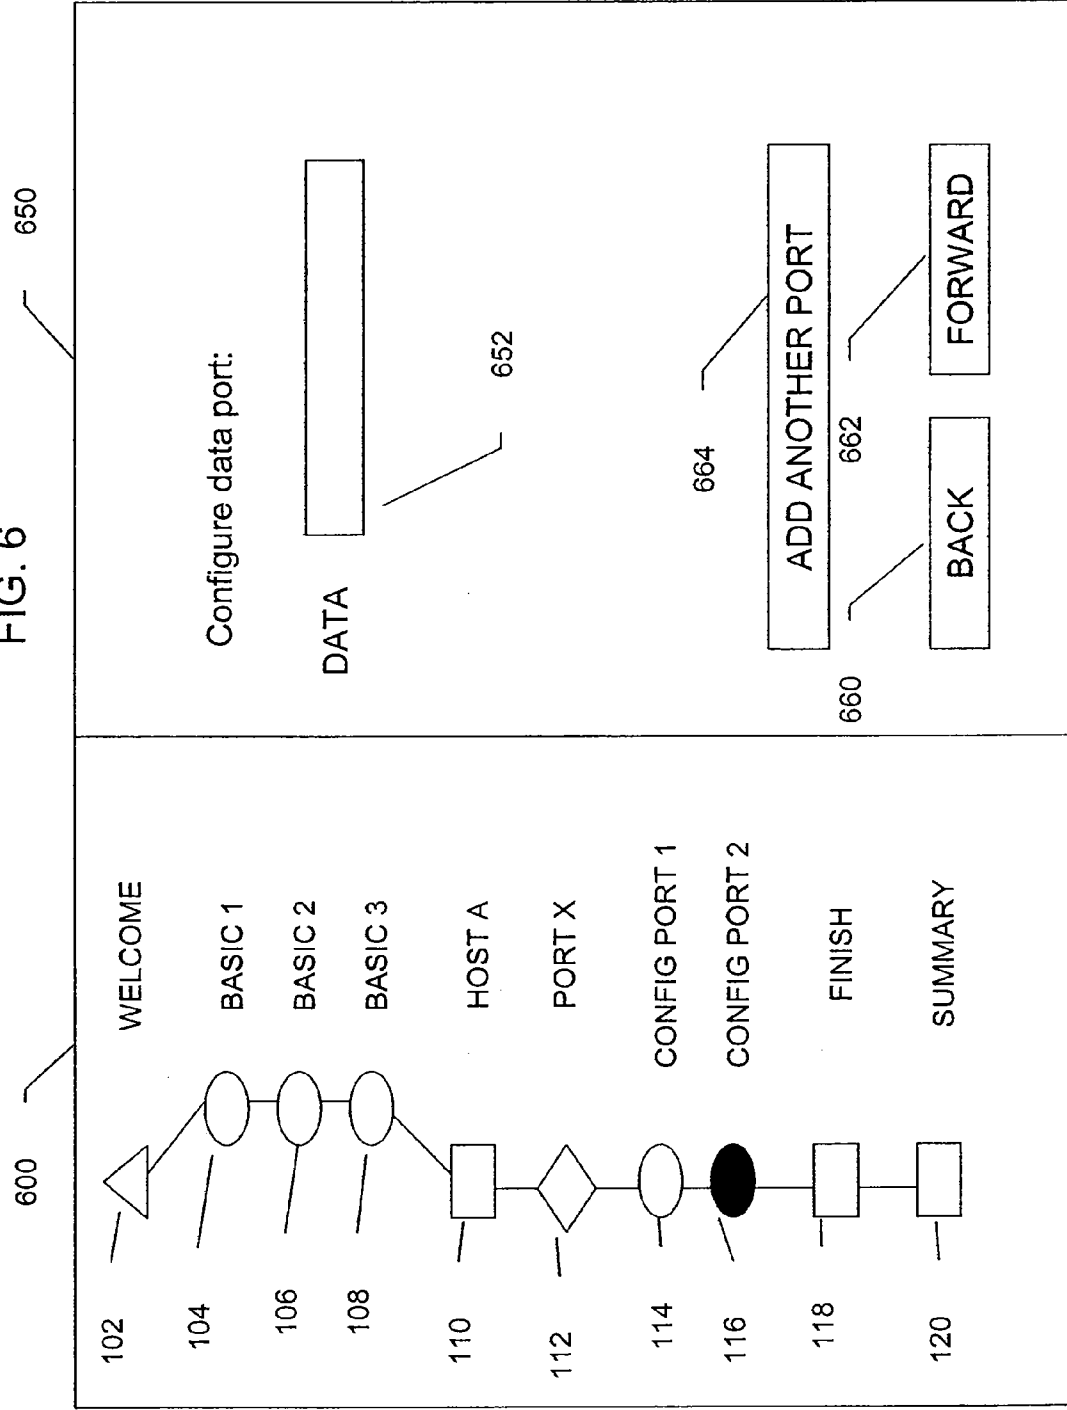 FIG. 6
600
650
102
WELCOME
104
BASIC 1
106
BASIC 2
108
BASIC 3
110
HOST A
112
PORT X
114
CONFIG PORT 1
116
CONFIG PORT 2
118
FINISH
120
SUMMARY
Configure data port:
DATA
652
664
ADD ANOTHER PORT
660
662
BACK
FORWARD